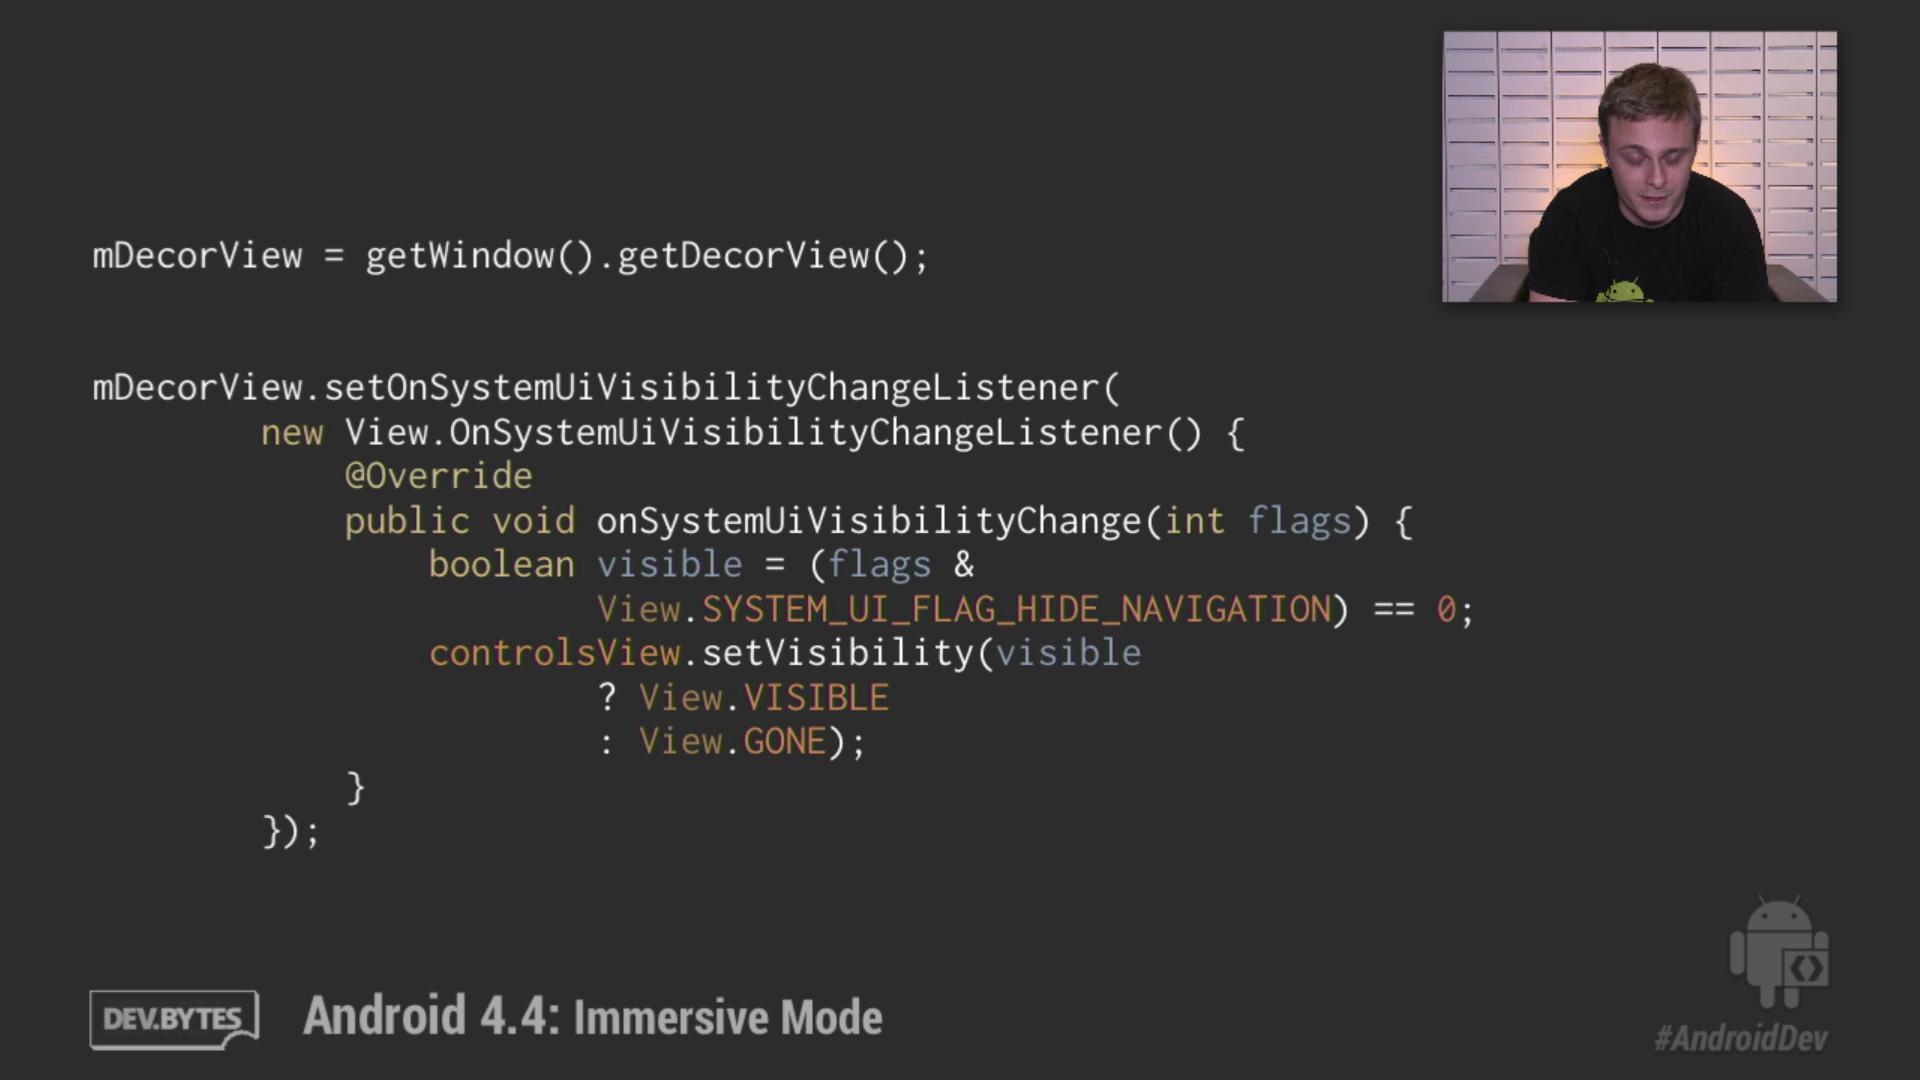 mDecorView = getWindow().getDecorView();
mDecorView.setOnSystemUiVisibilityChangeListener(
new View.OnSystemUiVisibilityChangeListener() {
@Override
public void onSystemUiVisibilityChange(int flags) {
boolean visible = (flags &
View.SYSTEM_UI_FLAG_HIDE_NAVIGATION) == 0;
controlsView.setVisibility(visible
? View.VISIBLE
: View.GONE);
}
});
DEV.BYTES
Android 4.4: Immersive Mode
#AndroidDev